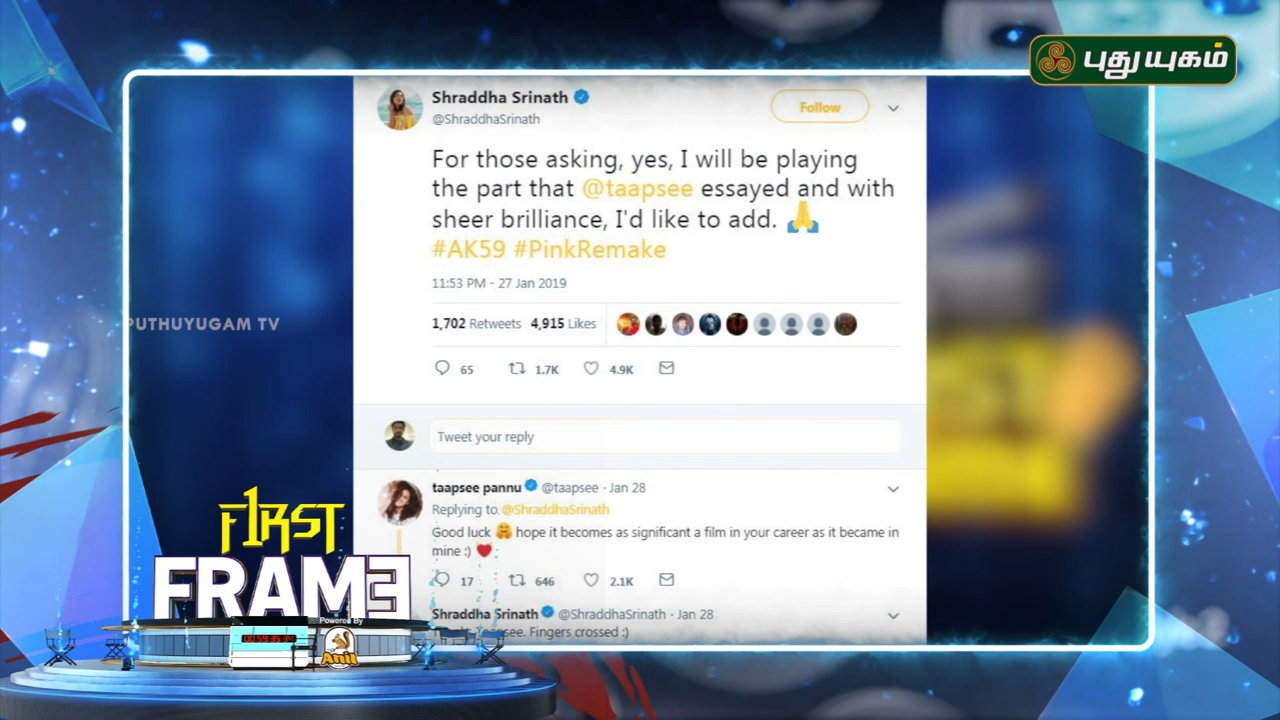 புதுயுகம்
Shraddha Srinath
@ShraddhaSrinath
Follow
For those asking, yes, I will be playing
the part that @taapsee essayed and with
sheer brilliance, I'd like to add. 🙏
#AK59 #PinkRemake
11:53 PM - 27 Jan 2019
1,702 Retweets 4,915 Likes
65 1.7K 4.9K
PUTHUYUGAM TV
Tweet your reply
taapsee pannu @taapsee · Jan 28
Replying to @ShraddhaSrinath
Good luck 🤗 hope it becomes as significant a film in your career as it became in
mine :) ❤️
17 646 2.1K
Shraddha Srinath @ShraddhaSrinath · Jan 28
Fingers crossed :)
F1RST
FRAME
Powered By
Anil